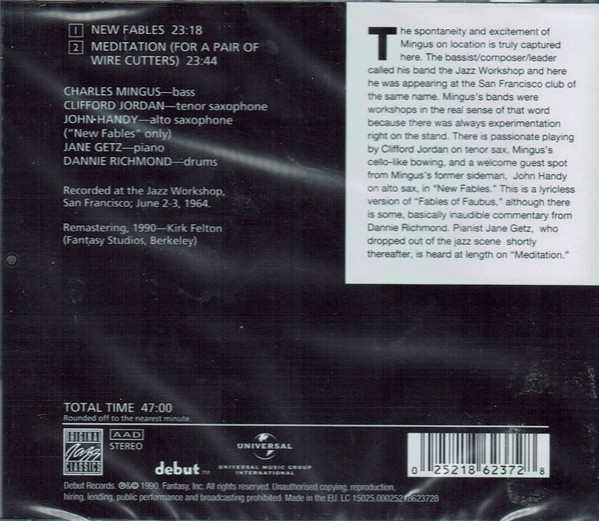 1 NEW FABLES 23:18
2 MEDITATION (FOR A PAIR OF
WIRE CUTTERS) 23:44
CHARLES MINGUS—bass
CLIFFORD JORDAN—tenor saxophone
JOHN HANDY—alto saxophone
("New Fables" only)
JANE GETZ—piano
DANNIE RICHMOND—drums
Recorded at the Jazz Workshop,
San Francisco; June 2-3, 1964.
Remastering, 1990—Kirk Felton
(Fantasy Studios, Berkeley)
The spontaneity and excitement of
Mingus on location is truly captured
here. The bassist/composer/leader
called his band the Jazz Workshop and here
he was appearing at the San Francisco club of
the same name. Mingus's bands were
workshops in the real sense of that
word because there was always experimentation
right on the stand. There is passionate playing
by Clifford Jordan on tenor sax, Mingus's
cello-like bowing, and a welcome guest spot
from Mingus's former sideman, John Handy
on alto sax, in "New Fables." This is a lyricless
version of "Fables of Faubus," although there
is some, basically inaudible commentary from
Dannie Richmond. Pianist Jane Getz, who
dropped out of the jazz scene shortly
thereafter, is heard at length on "Meditation."
TOTAL TIME 47:00
Rounded off to the nearest minute
ORIGINAL
Jazz
CLASSICS
AAD
STEREO
debut™
UNIVERSAL
UNIVERSAL MUSIC GROUP
INTERNATIONAL
0 25218 62372 8
Debut Records. ℗&© 1990, Fantasy, Inc. All Rights Reserved. Unauthorised copying, reproduction,
hiring, lending, public performance and broadcasting prohibited. Made in the EU. LC 15025.00025218623728